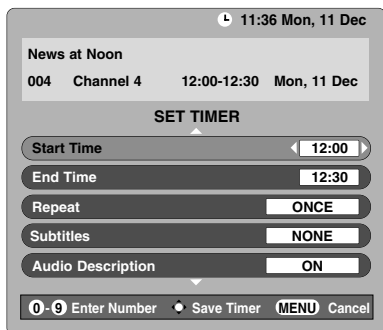 11:36 Mon, 11 Dec
News at Noon
004 Channel 4 12:00-12:30 Mon, 11 Dec
SET TIMER
Start Time 12:00
End Time 12:30
Repeat ONCE
Subtitles NONE
Audio Description ON
0-9 Enter Number Save Timer MENU Cancel